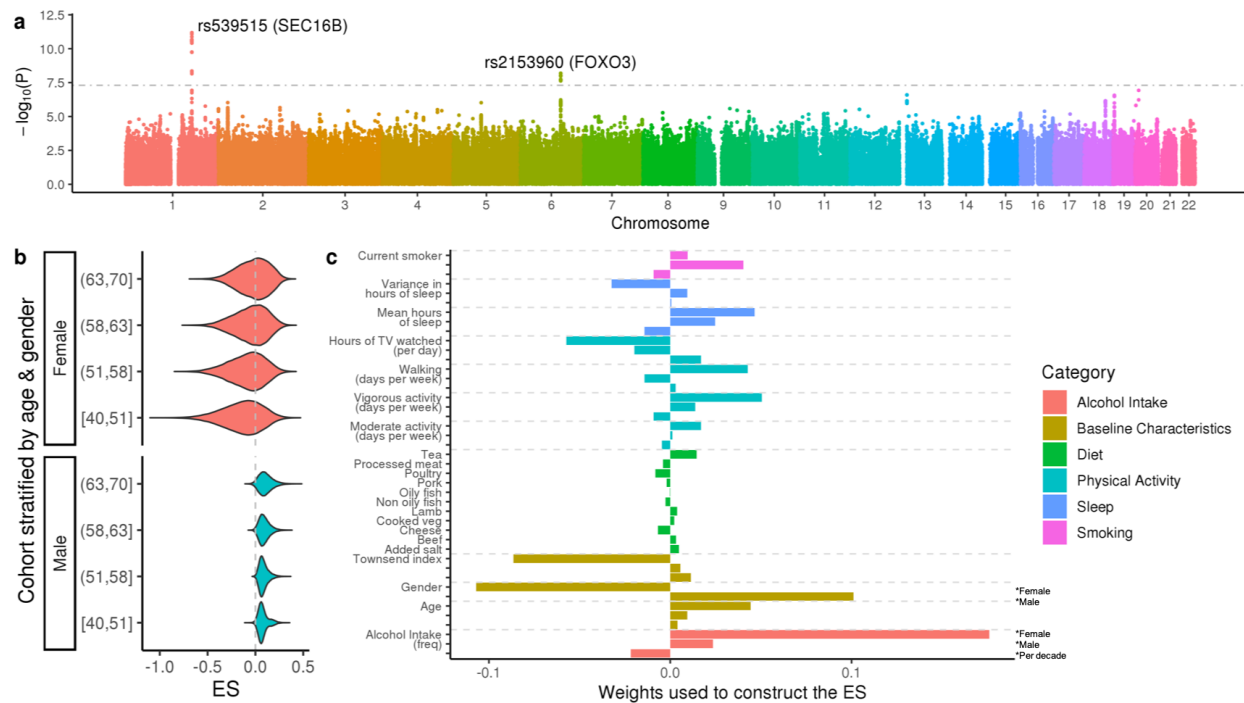 a
12.5
10.0
7.5
5.0
2.5
0.0
− log₁₀(P)
rs539515 (SEC16B)
rs2153960 (FOXO3)
1 2 3 4 5 6 7 8 9 10 11 12 13 14 15 16 17 18 19 20 21 22
Chromosome
b
Cohort stratified by age & gender
Female
(63,70]
(58,63]
(51,58]
[40,51]
Male
(63,70]
(58,63]
(51,58]
[40,51]
-1.0 -0.5 0.0 0.5
ES
c
Current smoker
Variance in
hours of sleep
Mean hours
of sleep
Hours of TV watched
(per day)
Walking
(days per week)
Vigorous activity
(days per week)
Moderate activity
(days per week)
Tea
Processed meat
Poultry
Pork
Oily fish
Non oily fish
Lamb
Cooked veg
Cheese
Beef
Added salt
Townsend index
Gender
Age
Alcohol Intake
(freq)
*Female
*Male
*Female
*Male
*Per decade
-0.1 0.0 0.1
Weights used to construct the ES
Category
Alcohol Intake
Baseline Characteristics
Diet
Physical Activity
Sleep
Smoking